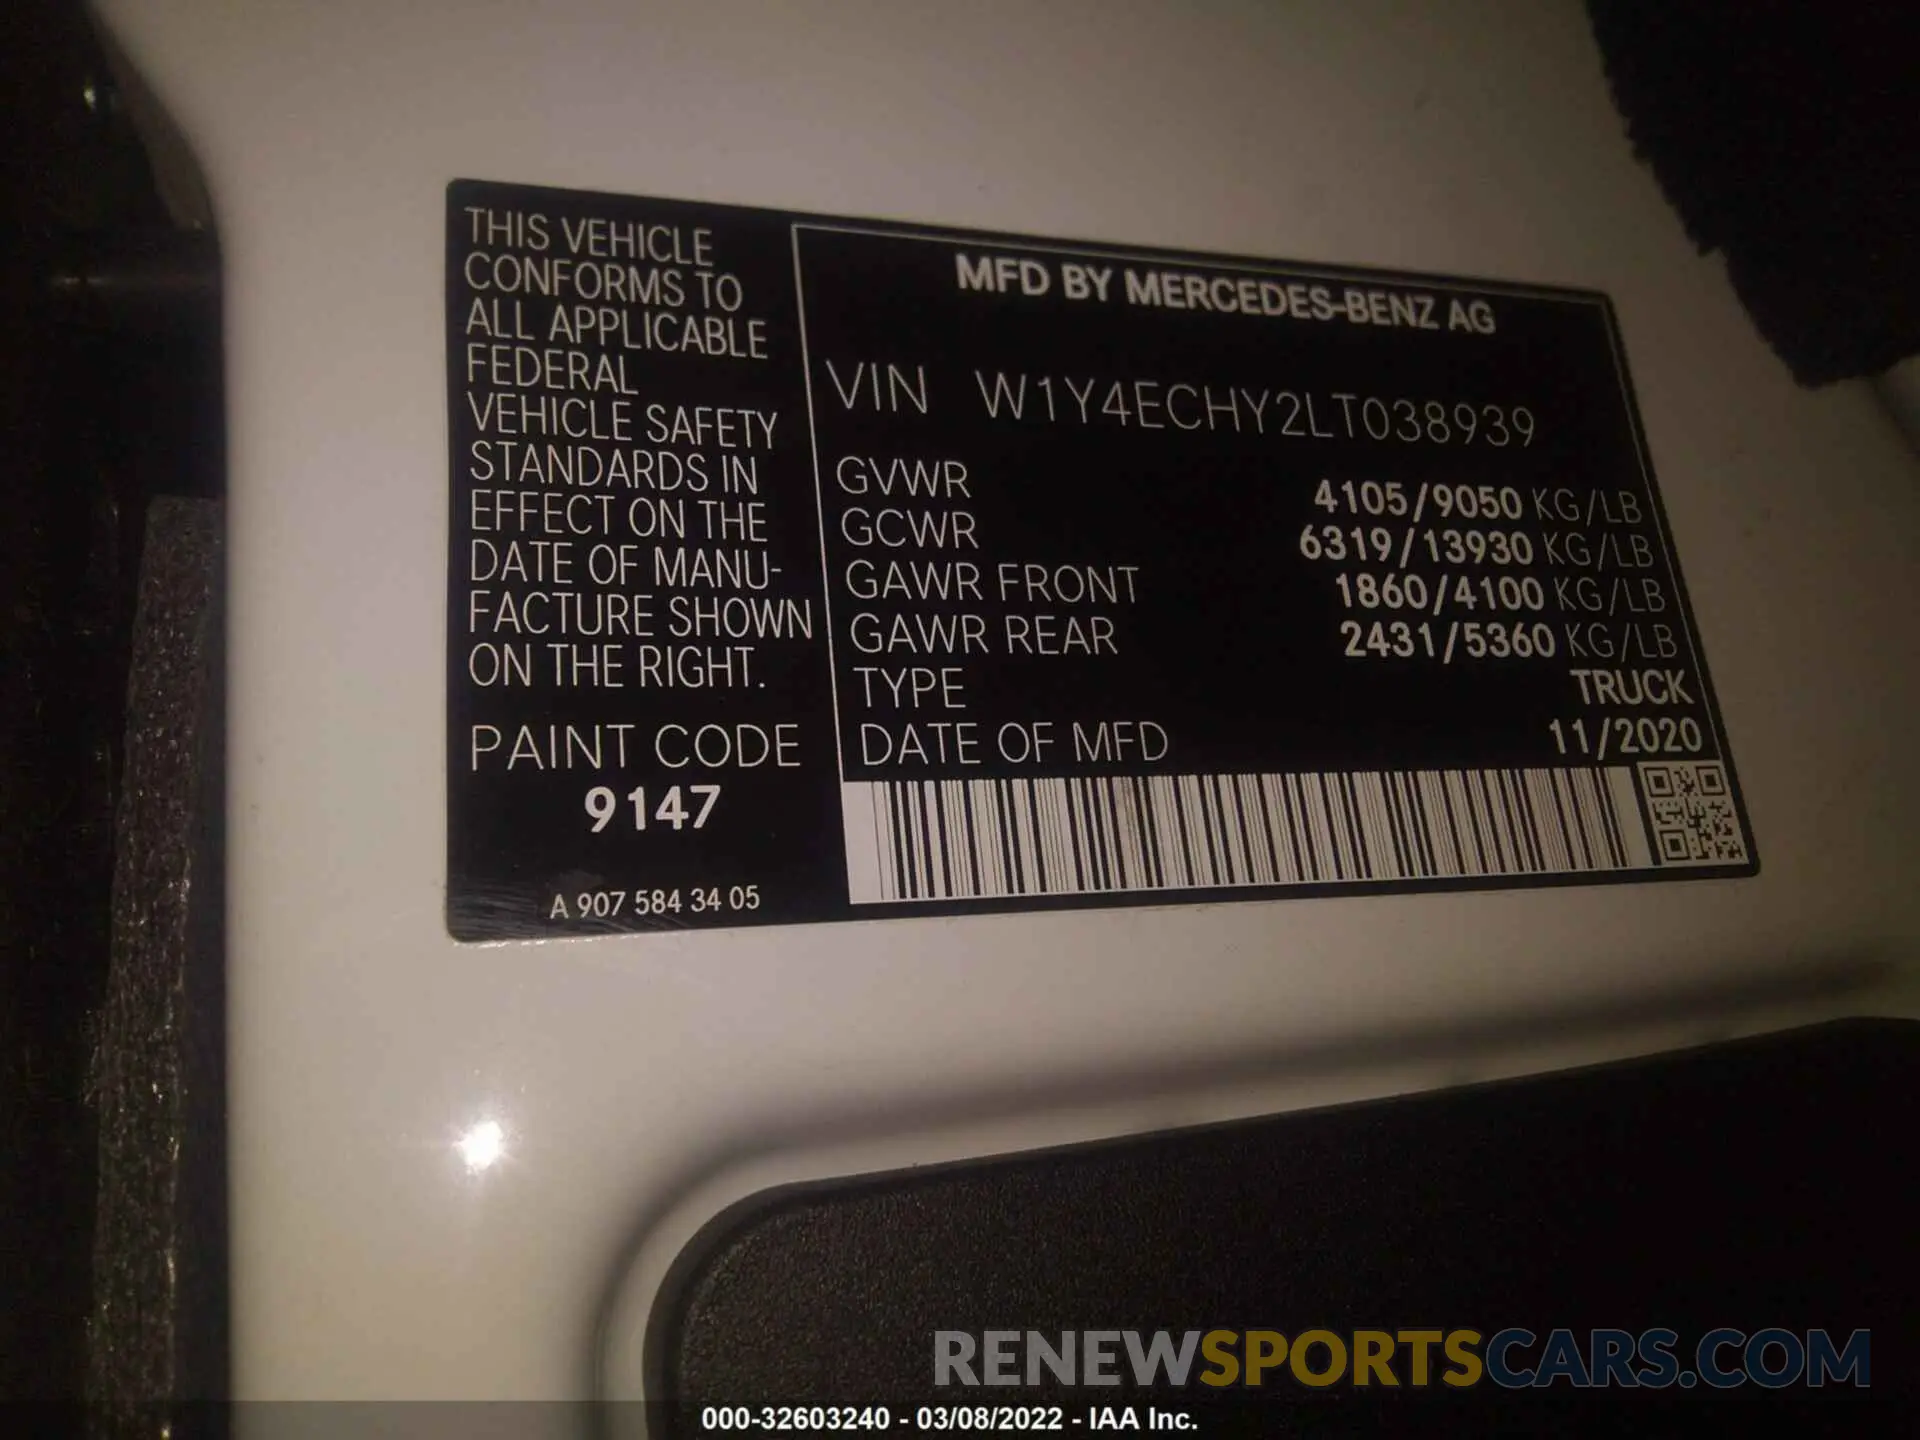 THIS VEHICLE
CONFORMS TO
ALL APPLICABLE
FEDERAL
VEHICLE SAFETY
STANDARDS IN
EFFECT ON THE
DATE OF MANU-
FACTURE SHOWN
ON THE RIGHT.
PAINT CODE
9147
A 907 584 34 05
MFD BY MERCEDES-BENZ AG
VIN W1Y4ECHY2LT038939
GVWR 4105/9050 KG/LB
GCWR 6319/13930 KG/LB
GAWR FRONT 1860/4100 KG/LB
GAWR REAR 2431/5360 KG/LB
TYPE TRUCK
DATE OF MFD 11/2020
RENEWSPORTSCARS.COM
000-32603240 - 03/08/2022 - IAA Inc.